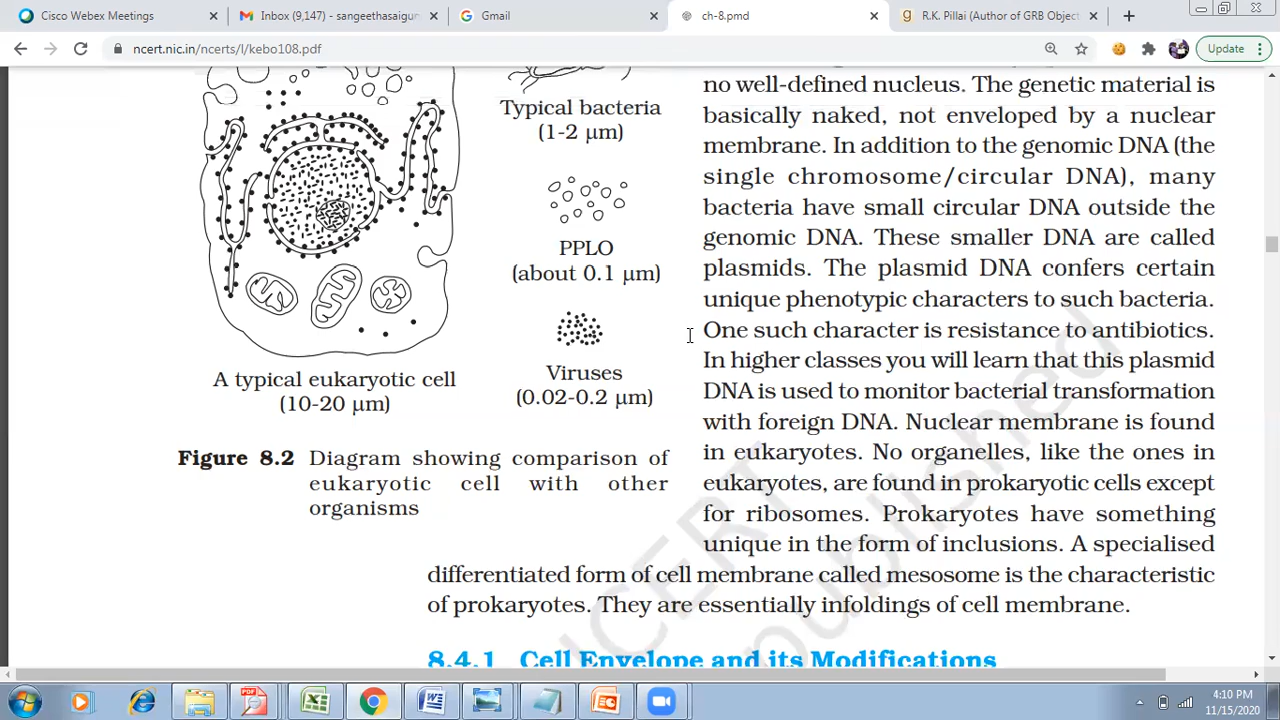 Cisco Webex Meetings
Inbox (9,147) - sangeethasaigun
Gmail
ch-8.pmd
R.K. Pillai (Author of GRB Object
ncert.nic.in/ncerts/l/kebo108.pdf
Update
Typical bacteria
(1-2 µm)
PPLO
(about 0.1 µm)
Viruses
(0.02-0.2 µm)
A typical eukaryotic cell
(10-20 µm)
Figure 8.2 Diagram showing comparison of
eukaryotic cell with other
organisms
no well-defined nucleus. The genetic material is
basically naked, not enveloped by a nuclear
membrane. In addition to the genomic DNA (the
single chromosome/circular DNA), many
bacteria have small circular DNA outside the
genomic DNA. These smaller DNA are called
plasmids. The plasmid DNA confers certain
unique phenotypic characters to such bacteria.
One such character is resistance to antibiotics.
In higher classes you will learn that this plasmid
DNA is used to monitor bacterial transformation
with foreign DNA. Nuclear membrane is found
in eukaryotes. No organelles, like the ones in
eukaryotes, are found in prokaryotic cells except
for ribosomes. Prokaryotes have something
unique in the form of inclusions. A specialised
differentiated form of cell membrane called mesosome is the characteristic
of prokaryotes. They are essentially infoldings of cell membrane.
8.4.1 Cell Envelope and its Modifications
4:10 PM
11/15/2020